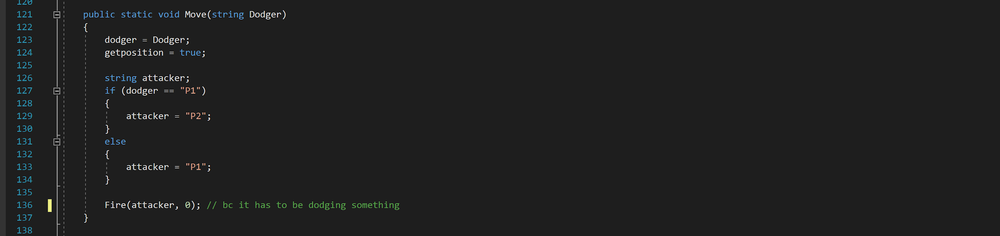 120
121 public static void Move(string Dodger)
122 {
123 dodger = Dodger;
124 getposition = true;
125
126 string attacker;
127 if (dodger == "P1")
128 {
129 attacker = "P2";
130 }
131 else
132 {
133 attacker = "P1";
134 }
135
136 Fire(attacker, 0); // bc it has to be dodging something
137 }
138